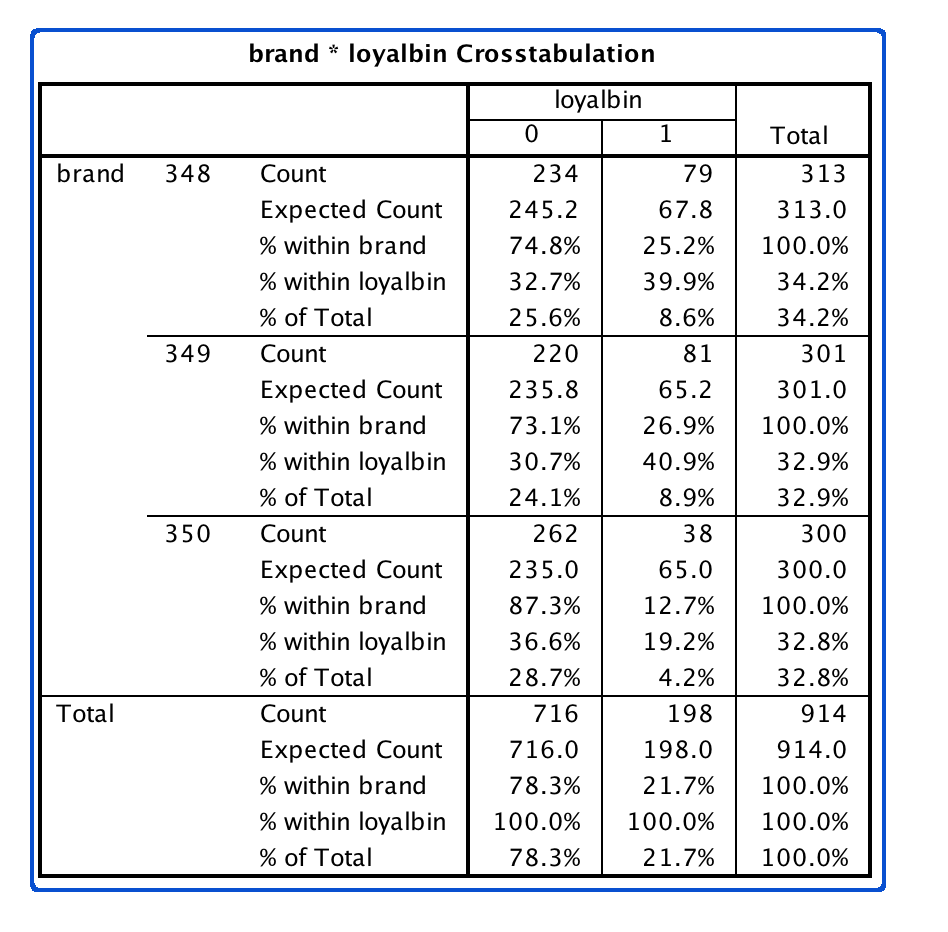 brand * loyalbin Crosstabulation
loyalbin
0 1 Total
brand 348 Count 234 79 313
Expected Count 245.2 67.8 313.0
% within brand 74.8% 25.2% 100.0%
% within loyalbin 32.7% 39.9% 34.2%
% of Total 25.6% 8.6% 34.2%
349 Count 220 81 301
Expected Count 235.8 65.2 301.0
% within brand 73.1% 26.9% 100.0%
% within loyalbin 30.7% 40.9% 32.9%
% of Total 24.1% 8.9% 32.9%
350 Count 262 38 300
Expected Count 235.0 65.0 300.0
% within brand 87.3% 12.7% 100.0%
% within loyalbin 36.6% 19.2% 32.8%
% of Total 28.7% 4.2% 32.8%
Total Count 716 198 914
Expected Count 716.0 198.0 914.0
% within brand 78.3% 21.7% 100.0%
% within loyalbin 100.0% 100.0% 100.0%
% of Total 78.3% 21.7% 100.0%